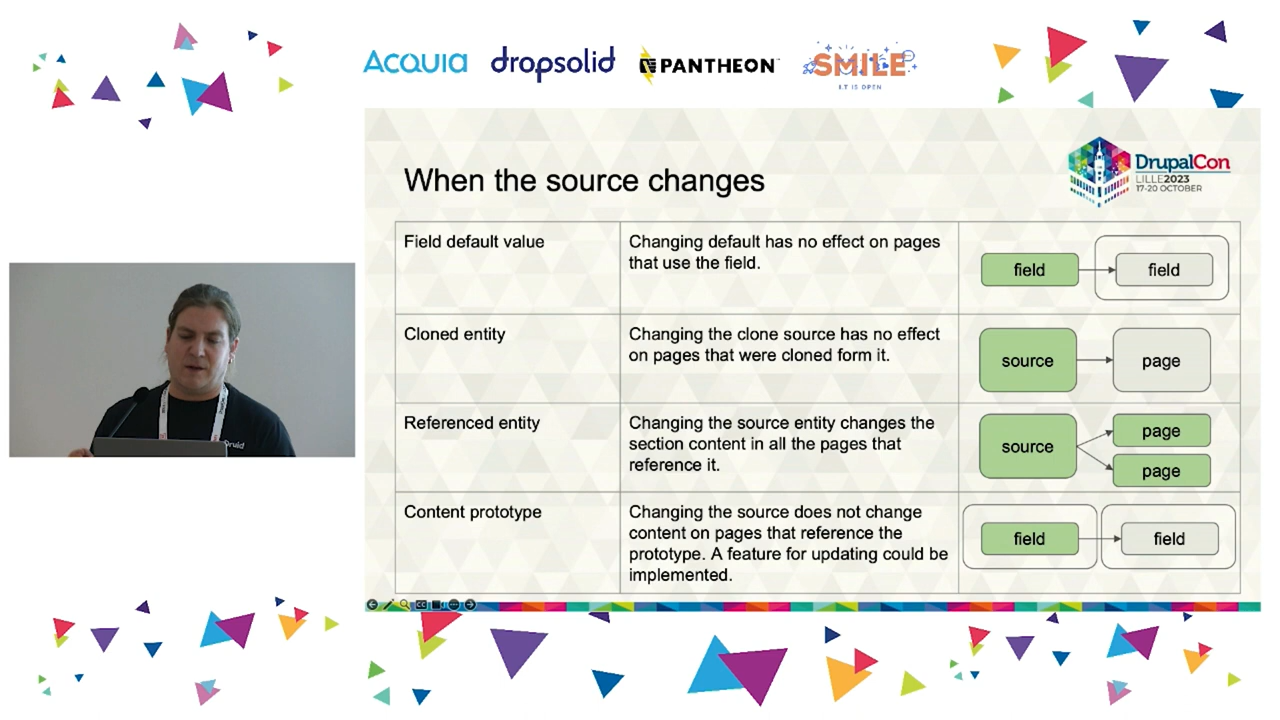 Acquia
dropsolid
PANTHEON
SMILE
I.T IS OPEN
DrupalCon
LILLE2023
17-20 OCTOBER
When the source changes
Field default value
Changing default has no effect on pages
that use the field.
field
field
Cloned entity
Changing the clone source has no effect
on pages that were cloned form it.
source
page
Referenced entity
Changing the source entity changes the
section content in all the pages that
reference it.
source
page
page
Content prototype
Changing the source does not change
content on pages that reference the
prototype. A feature for updating could be
implemented.
field
field
Druid